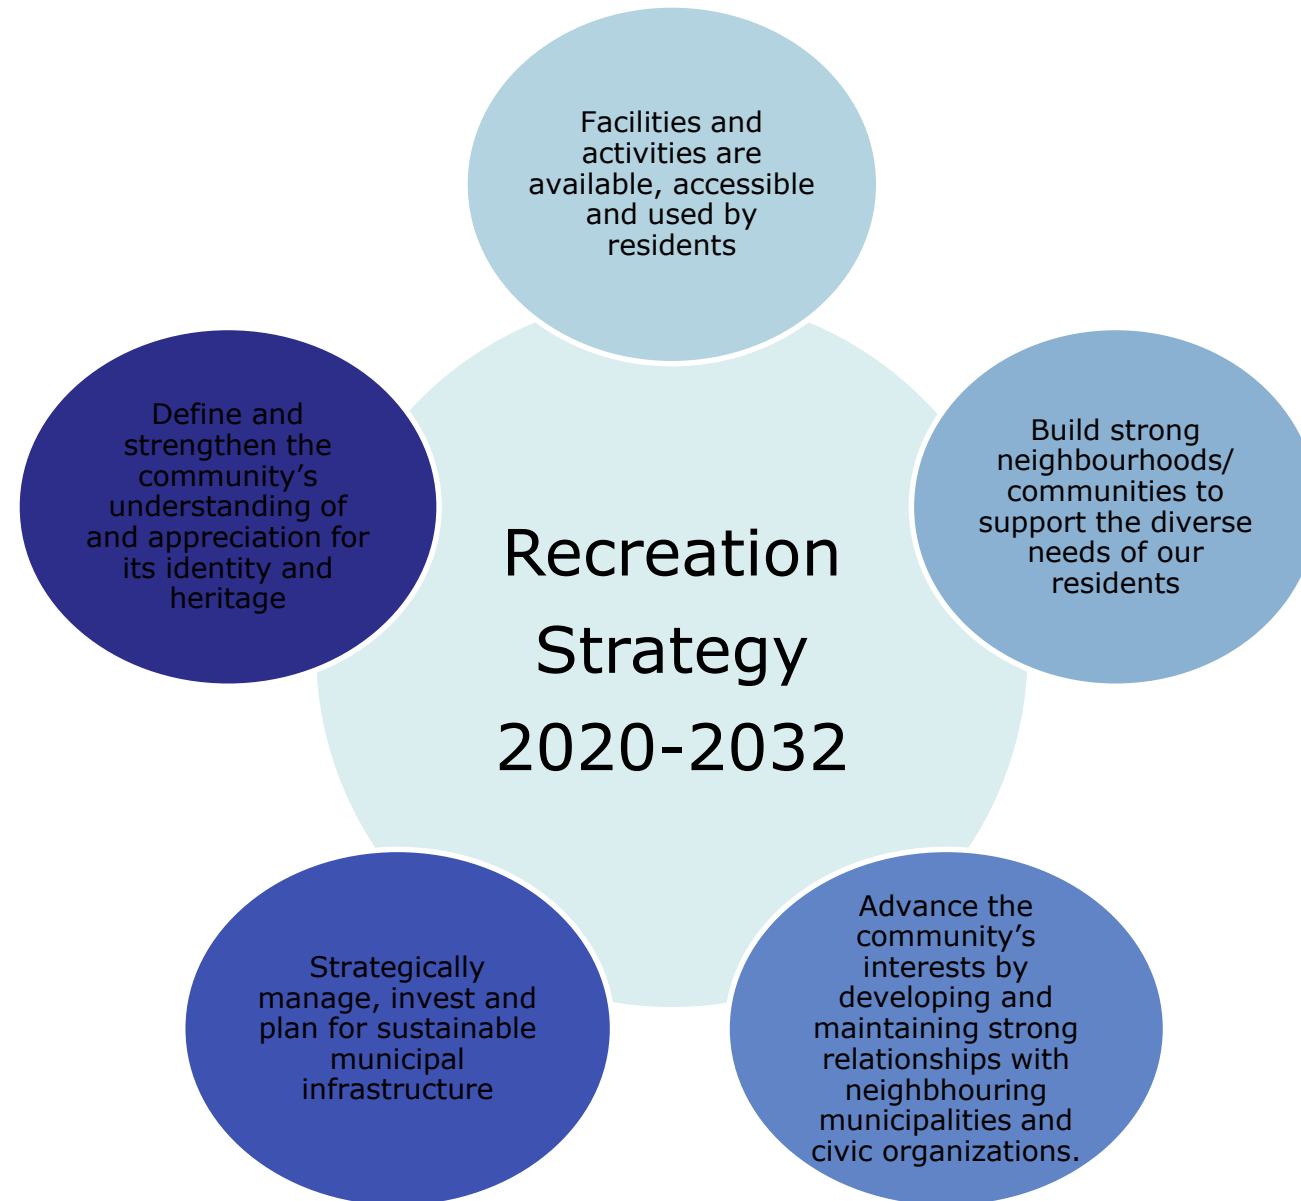 Facilities and
activities are
available, accessible
and used by
residents
Define and
strengthen the
community’s
understanding of
and appreciation for
its identity and
heritage
Build strong
neighbourhoods/
communities to
support the diverse
needs of our
residents
Recreation
Strategy
2020-2032
Strategically
manage, invest and
plan for sustainable
municipal
infrastructure
Advance the
community’s
interests by
developing and
maintaining strong
relationships with
neighbhouring
municipalities and
civic organizations.